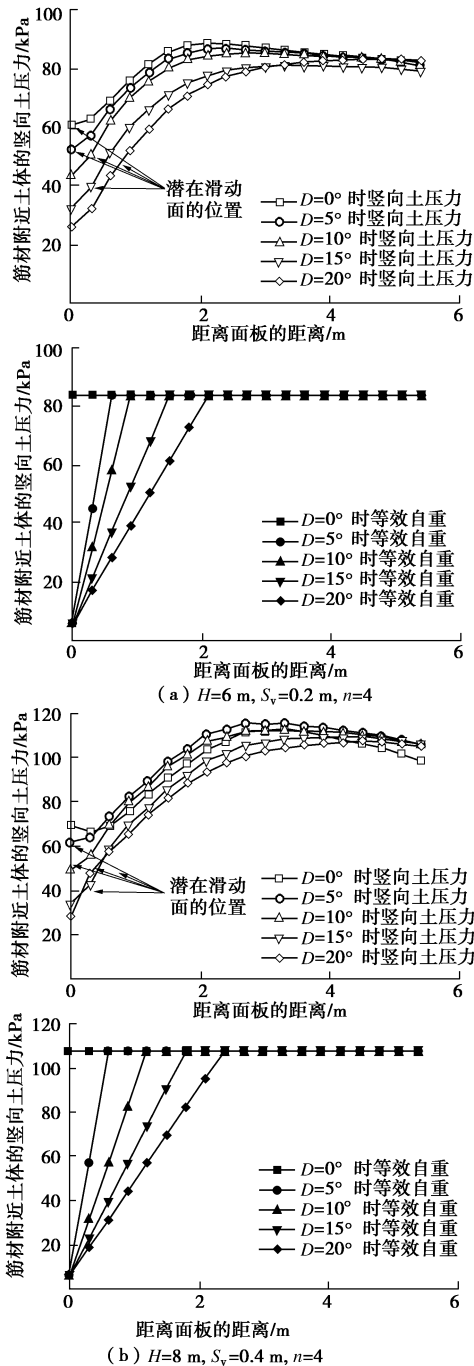 筋材附近土体的竖向土压力/kPa
100
80
60
40
20
0
2
4
6
潜在滑动
面的位置
D=0° 时竖向土压力
D=5° 时竖向土压力
D=10° 时竖向土压力
D=15° 时竖向土压力
D=20° 时竖向土压力
距离面板的距离/m
筋材附近土体的竖向土压力/kPa
100
80
60
40
20
0
2
4
6
D=0° 时等效自重
D=5° 时等效自重
D=10° 时等效自重
D=15° 时等效自重
D=20° 时等效自重
距离面板的距离/m
(a) H=6 m, Sv=0.2 m, n=4
筋材附近土体的竖向土压力/kPa
120
100
80
60
40
20
0
2
4
6
潜在滑动
面的位置
D=0° 时竖向土压力
D=5° 时竖向土压力
D=10° 时竖向土压力
D=15° 时竖向土压力
D=20° 时竖向土压力
距离面板的距离/m
筋材附近土体的竖向土压力/kPa
120
100
80
60
40
20
0
2
4
6
D=0° 时等效自重
D=5° 时等效自重
D=10° 时等效自重
D=15° 时等效自重
D=20° 时等效自重
距离面板的距离/m
(b) H=8 m, Sv=0.4 m, n=4